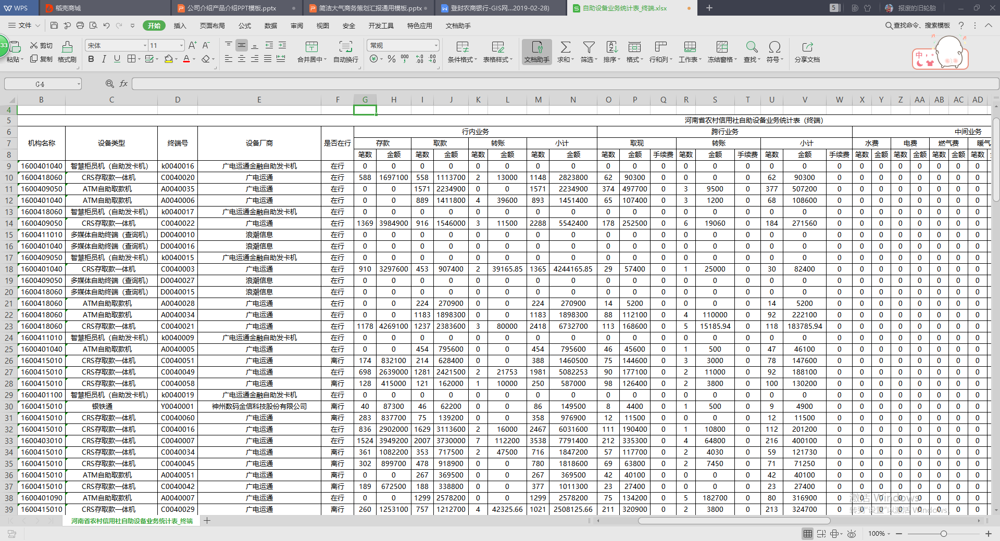 WPS 稻壳商城 公司介绍产品介绍PPT模板.pptx 简洁大气商务策划汇报通用模板.pptx 登封农商银行-GIS网...2019-02-28) 自助设备业务统计表_终端.xlsx 5 报废的旧轮胎
文件 开始 插入 页面布局 公式 数据 审阅 视图 安全 开发工具 特色应用 文档助手 查找命令、搜索模板
33 粘贴 剪切 复制 格式刷 宋体 11 合并居中 自动换行 常规 条件格式 表格样式 文档助手 求和 筛选 排序 格式 行和列 工作表 冻结窗格 查找 符号 分享文档 中
G4 fx
B C D E F G H I J K L M N O P Q R S T U V W X Y Z AA AB AC AD
4
5 河南省农村信用社自助设备业务统计表（终端）
6 行内业务 跨行业务 中间业务
7 机构名称 设备类型 终端号 设备厂商 是否在行 存款 取款 转账 小计 取现 转账 小计 水费 电费 燃气费 暖气
8 笔数 金额 笔数 金额 笔数 金额 笔数 金额 笔数 金额 手续费 笔数 金额 手续费 笔数 金额 手续费 笔数 金额 笔数 金额 笔数 金额 笔数
9 1600401040 智慧柜员机（自助发卡机） k0040016 广电运通金融自助发卡机 在行 0 0 0 0 0 0 0 0 0 0 0 0 0 0 0 0 0 0 0 0 0 0 0 0
10 1600418060 CRS存取款一体机 C0040020 广电运通 在行 588 1697100 558 1113700 2 13000 1148 2823800 62 90300 0 0 0 0 62 90300 0 0 0 0 0 0 0 0
11 1600409050 ATM自助取款机 A0040035 广电运通 在行 0 0 1571 2234900 0 0 1571 2234900 374 497700 0 3 9500 0 377 507200 0 0 0 0 0 0 0 0
12 1600401040 ATM自助取款机 A0040006 广电运通 在行 0 0 889 1411800 4 39600 893 1451400 65 107400 0 3 1200 0 68 108600 0 0 0 0 0 0 0 0
13 1600418060 智慧柜员机（自助发卡机） k0040017 广电运通金融自助发卡机 在行 0 0 0 0 0 0 0 0 0 0 0 0 0 0 0 0 0 0 0 0 0 0 0 0
14 1600409050 CRS存取款一体机 C0040022 广电运通 在行 1369 3984900 916 1546000 3 11500 2288 5542400 178 252500 0 6 19060 0 184 271560 0 0 0 0 0 0 0 0
15 1600411010 多媒体自助终端（查询机） D0040010 浪潮信息 在行 0 0 0 0 0 0 0 0 0 0 0 0 0 0 0 0 0 0 0 0 0 0 0 0
16 1600401040 多媒体自助终端（查询机） D0040016 浪潮信息 在行 0 0 0 0 0 0 0 0 0 0 0 0 0 0 0 0 0 0 0 0 0 0 0 0
17 1600409050 智慧柜员机（自助发卡机） k0040015 广电运通金融自助发卡机 在行 0 0 0 0 0 0 0 0 0 0 0 0 0 0 0 0 0 0 0 0 0 0 0 0
18 1600401040 CRS存取款一体机 C0040003 广电运通 在行 910 3297600 453 907400 2 39165.85 1365 4244165.85 29 57400 0 1 25000 0 30 82400 0 0 0 0 0 0 0 0
19 1600409050 多媒体自助终端（查询机） D0040027 浪潮信息 在行 0 0 0 0 0 0 0 0 0 0 0 0 0 0 0 0 0 0 0 0 0 0 0 0
20 1600418060 多媒体自助终端（查询机） D0040015 浪潮信息 在行 0 0 0 0 0 0 0 0 0 0 0 0 0 0 0 0 0 0 0 0 0 0 0 0
21 1600418060 ATM自助取款机 A0040028 广电运通 在行 0 0 224 270900 0 0 224 270900 14 5200 0 0 0 0 14 5200 0 0 0 0 0 0 0 0
22 1600418060 ATM自助取款机 A0040034 广电运通 在行 0 0 1183 1898300 0 0 1183 1898300 88 112100 0 4 110000 0 92 222100 0 0 0 0 0 0 0 0
23 1600418060 CRS存取款一体机 C0040021 广电运通 在行 1178 4269100 1237 2383600 3 80000 2418 6732700 113 168600 0 5 15185.94 0 118 183785.94 0 0 0 0 0 0 0 0
24 1600411010 智慧柜员机（自助发卡机） k0040009 广电运通金融自助发卡机 在行 0 0 0 0 0 0 0 0 0 0 0 0 0 0 0 0 0 0 0 0 0 0 0 0
25 1600401040 ATM自助取款机 A0040005 广电运通 在行 0 0 454 795600 0 0 454 795600 46 45600 0 1 500 0 47 46100 0 0 0 0 0 0 0 0
26 1600415010 CRS存取款一体机 C0040051 广电运通 离行 174 832100 214 628400 0 0 388 1460500 75 144600 0 3 3000 0 78 147600 0 0 0 0 0 0 0 0
27 1600415010 CRS存取款一体机 C0040049 广电运通 在行 698 2639000 1281 2421500 2 21753 1981 5082253 90 177100 0 2 11000 0 92 188100 0 0 0 0 0 0 0 0
28 1600415010 CRS存取款一体机 C0040058 广电运通 离行 128 415000 121 162000 1 10000 250 587000 98 126400 0 2 3800 0 100 130200 0 0 0 0 0 0 0 0
29 1600401100 智慧柜员机（自助发卡机） k0040019 广电运通金融自助发卡机 在行 0 0 0 0 0 0 0 0 0 0 0 0 0 0 0 0 0 0 0 0 0 0 0 0
30 1600415010 银铁通 Y0040001 神州数码金信科技股份有限公司 离行 40 87300 46 62200 0 0 86 149500 8 4400 0 1 500 0 9 4900 0 0 0 0 0 0 0 0
31 1600415010 CRS存取款一体机 C0040060 广电运通 离行 283 837700 75 139200 0 0 358 976900 12 11500 0 0 0 0 12 11500 0 0 0 0 0 0 0 0
32 1600415010 CRS存取款一体机 C0040016 广电运通 在行 836 2902000 1629 3113600 2 16000 2467 6031600 111 190400 0 1 10800 0 112 201200 0 0 0 0 0 0 0 0
33 1600403010 CRS存取款一体机 C0040007 广电运通 在行 1524 3949200 2007 3730000 7 112200 3538 7791400 212 335300 0 4 64800 0 216 400100 0 0 0 0 0 0 0 0
34 1600415010 CRS存取款一体机 C0040034 广电运通 离行 361 1082200 353 717500 2 47500 716 1847200 57 117700 0 2 4030 0 59 121730 0 0 0 0 0 0 0 0
35 1600415010 CRS存取款一体机 C0040045 广电运通 离行 302 899700 478 918900 0 0 780 1818600 69 63800 0 2 7450 0 71 71250 0 0 0 0 0 0 0 0
36 1600415010 ATM自助取款机 A0040051 广电运通 离行 0 0 267 369500 0 0 267 369500 42 40100 0 0 0 0 42 40100 0 0 0 0 0 0 0 0
37 1600415010 CRS存取款一体机 C0040042 广电运通 离行 189 672500 188 338800 0 0 377 1011300 23 27400 0 0 0 0 23 27400 0 0 0 0 0 0 0 0
38 1600401090 ATM自助取款机 A0040007 广电运通 在行 0 0 1299 2578200 0 0 1299 2578200 75 134200 0 5 182700 0 80 316900 0 0 0 0 0 0 0 0
39 1600415010 CRS存取款一体机 C0040029 广电运通 离行 260 1253100 757 1212700 4 42325.66 1021 2508125.66 211 320900 0 2 3800 0 213 324700 0 0 0 0 0 0 0 0
激活 Windows
转到"设置"以激活 Windows。
河南省农村信用社自助设备业务统计表_终端
100%